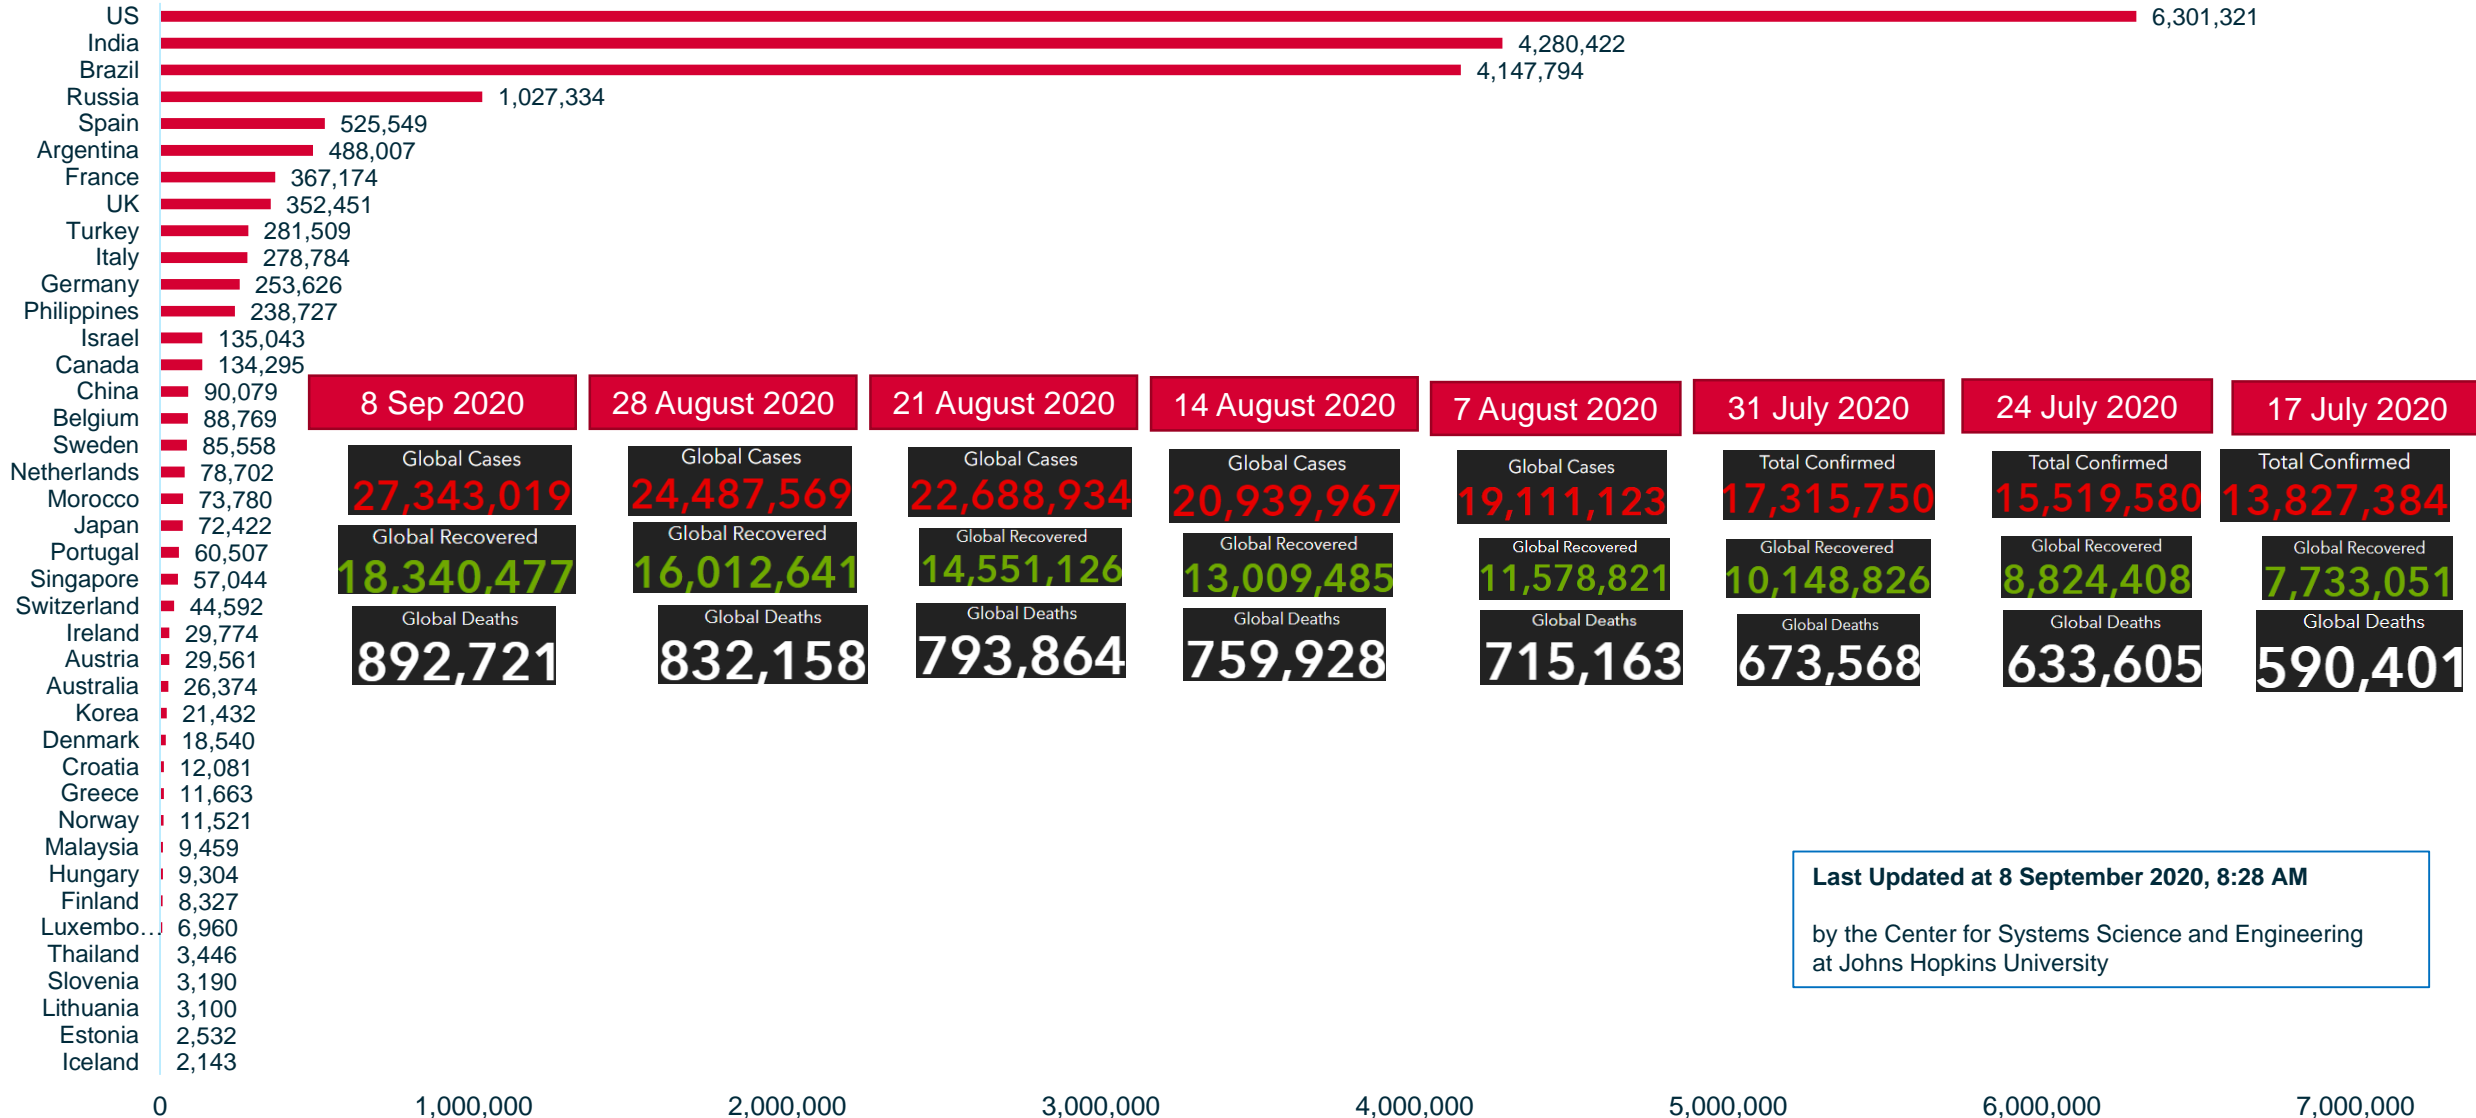 US 6,301,321
India 4,280,422
Brazil 4,147,794
Russia 1,027,334
Spain 525,549
Argentina 488,007
France 367,174
UK 352,451
Turkey 281,509
Italy 278,784
Germany 253,626
Philippines 238,727
Israel 135,043
Canada 134,295
China 90,079
Belgium 88,769
Sweden 85,558
Netherlands 78,702
Morocco 73,780
Japan 72,422
Portugal 60,507
Singapore 57,044
Switzerland 44,592
Ireland 29,774
Austria 29,561
Australia 26,374
Korea 21,432
Denmark 18,540
Croatia 12,081
Greece 11,663
Norway 11,521
Malaysia 9,459
Hungary 9,304
Finland 8,327
Luxembo… 6,960
Thailand 3,446
Slovenia 3,190
Lithuania 3,100
Estonia 2,532
Iceland 2,143
0 1,000,000 2,000,000 3,000,000 4,000,000 5,000,000 6,000,000 7,000,000
8 Sep 2020
Global Cases
27,343,019
Global Recovered
18,340,477
Global Deaths
892,721
28 August 2020
Global Cases
24,487,569
Global Recovered
16,012,641
Global Deaths
832,158
21 August 2020
Global Cases
22,688,934
Global Recovered
14,551,126
Global Deaths
793,864
14 August 2020
Global Cases
20,939,967
Global Recovered
13,009,485
Global Deaths
759,928
7 August 2020
Global Cases
19,111,123
Global Recovered
11,578,821
Global Deaths
715,163
31 July 2020
Total Confirmed
17,315,750
Global Recovered
10,148,826
Global Deaths
673,568
24 July 2020
Total Confirmed
15,519,580
Global Recovered
8,824,408
Global Deaths
633,605
17 July 2020
Total Confirmed
13,827,384
Global Recovered
7,733,051
Global Deaths
590,401
Last Updated at 8 September 2020, 8:28 AM
by the Center for Systems Science and Engineering
at Johns Hopkins University